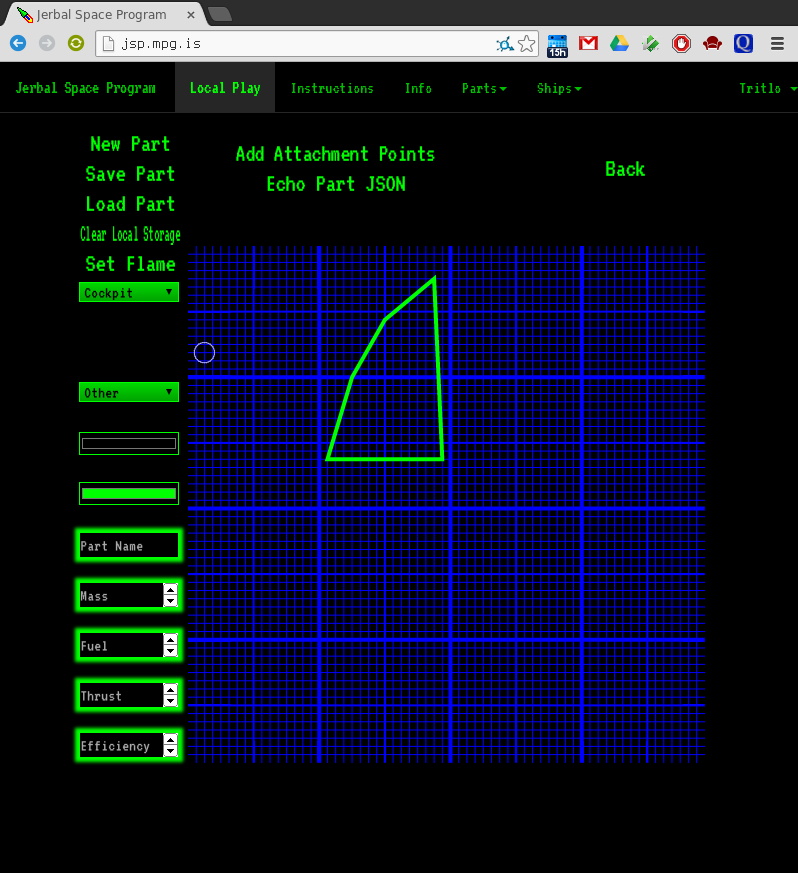 Jerbal Space Program
jsp.mpg.is
15h
Q
Jerbal Space Program Local Play Instructions Info Parts Ships Tritlo
New Part
Save Part
Load Part
Clear Local Storage
Set Flame
Add Attachment Points
Echo Part JSON
Back
Cockpit
Other
Part Name
Mass
Fuel
Thrust
Efficiency